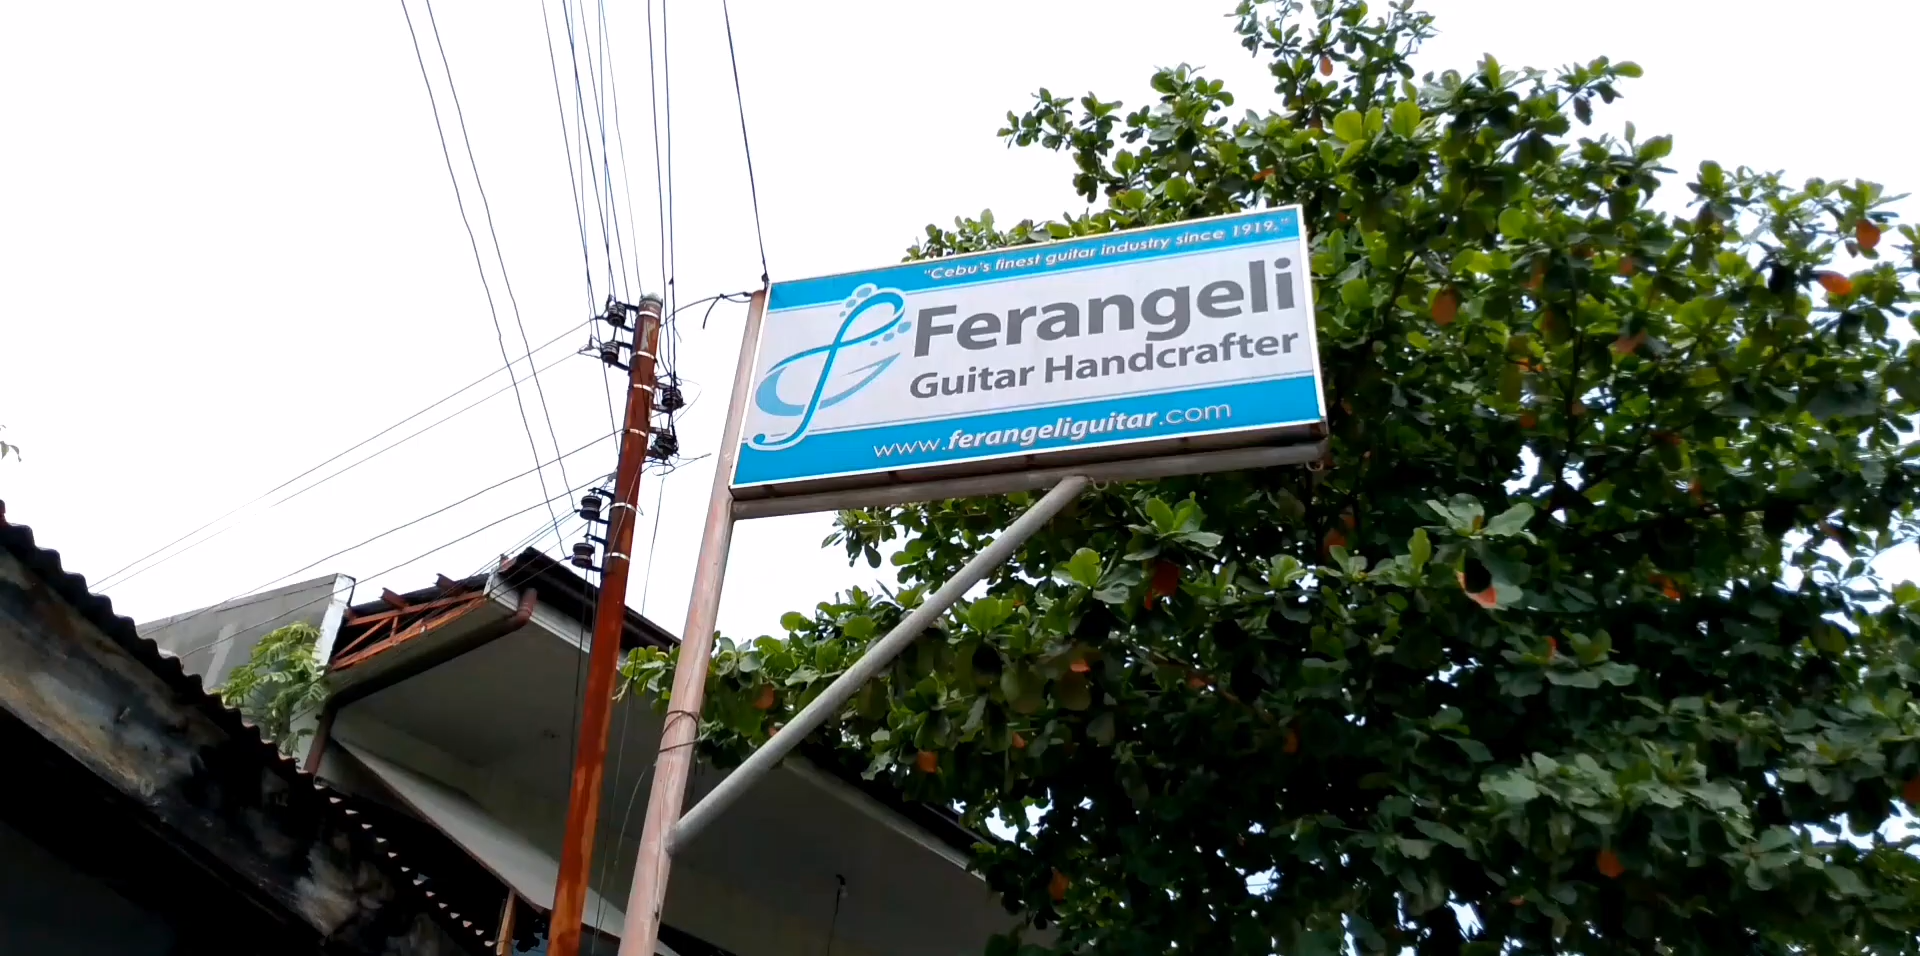 "Cebu's finest guitar industry since 1919."
Ferangeli
Guitar Handcrafter
www.ferangeliguitar.com